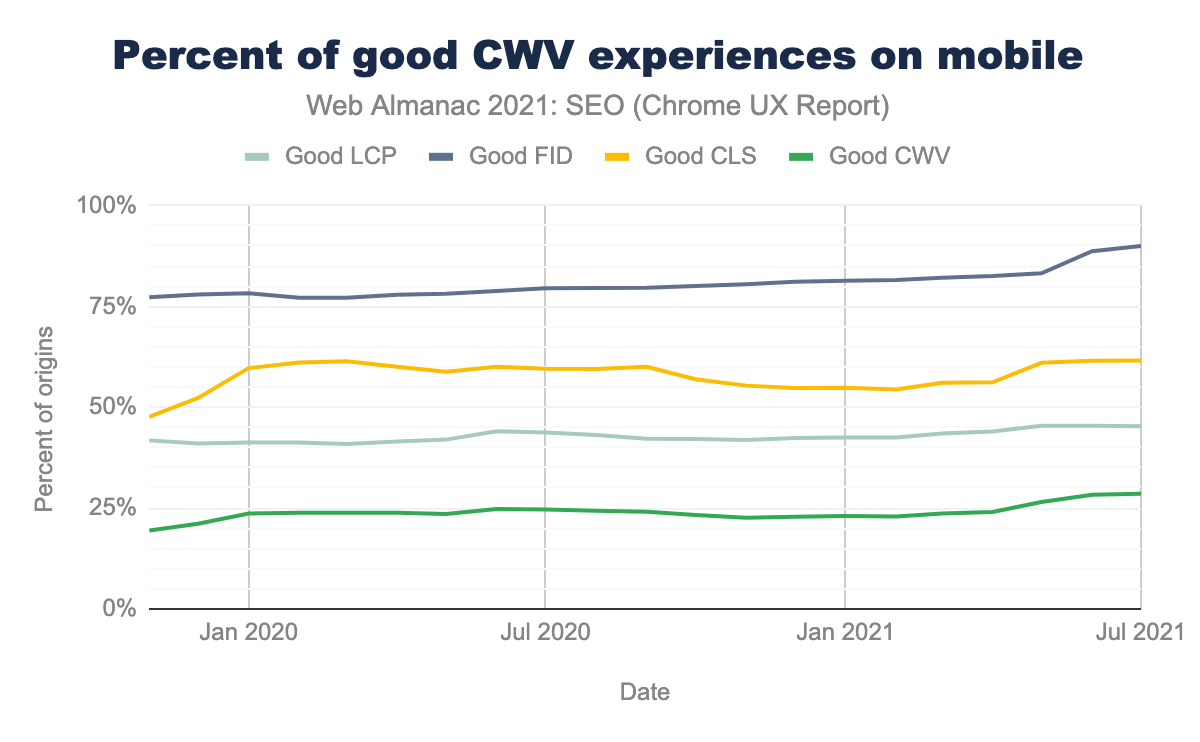 Percent of good CWV experiences on mobile
Web Almanac 2021: SEO (Chrome UX Report)
Good LCP Good FID Good CLS Good CWV
100%
75%
50%
25%
0%
Percent of origins
Jan 2020 Jul 2020 Jan 2021 Jul 2021
Date